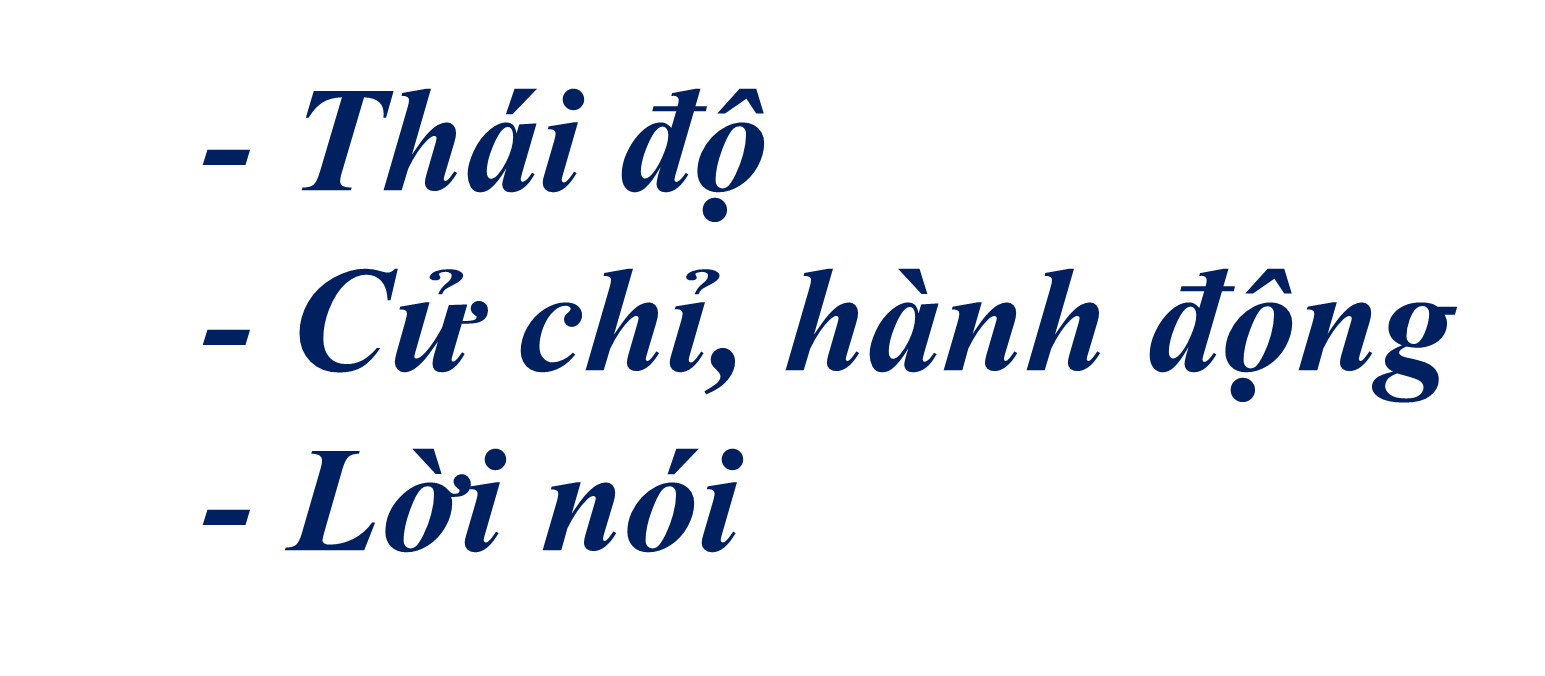 - Thái độ
- Cử chỉ, hành động
- Lời nói